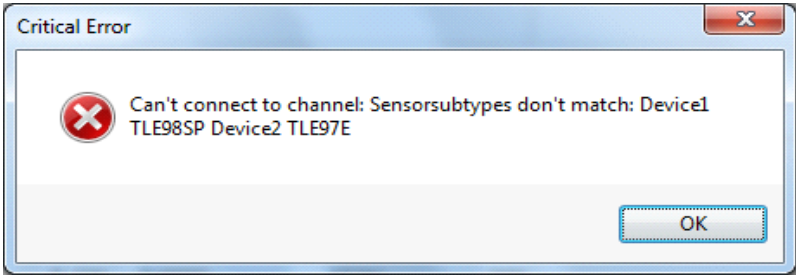 Critical Error
Can't connect to channel: Sensorsubtypes don't match: Device1
TLE98SP Device2 TLE97E
OK